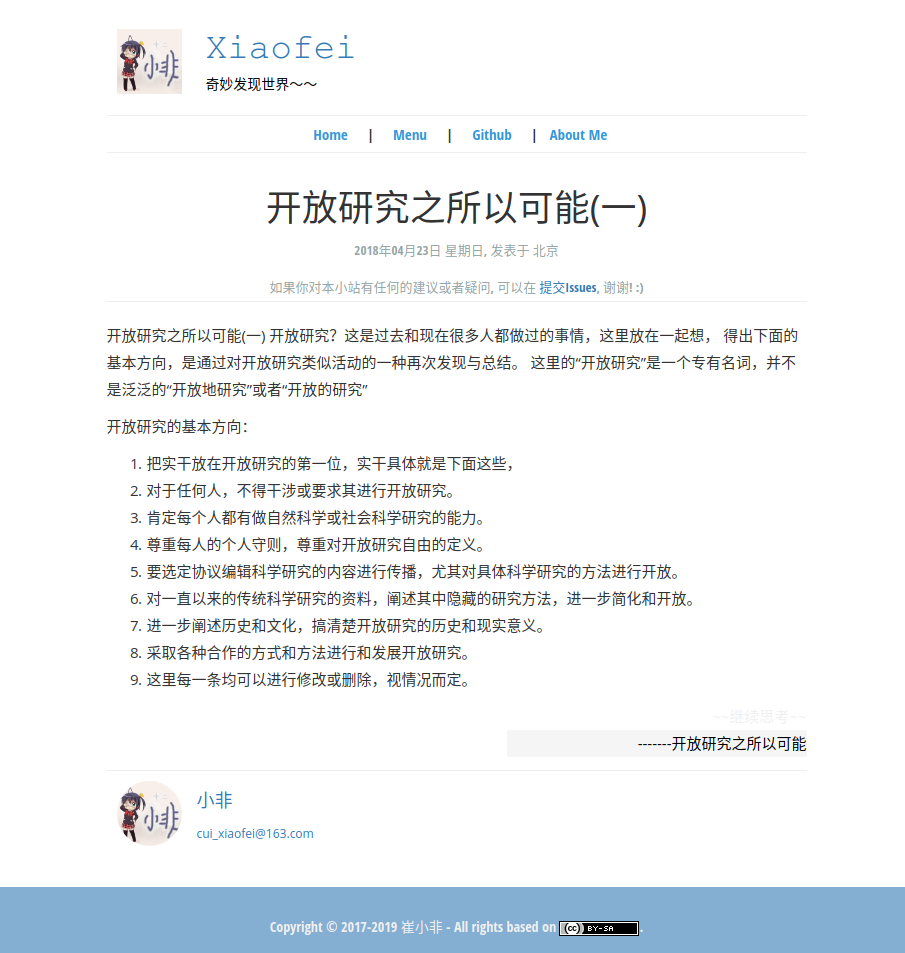 小非
Xiaofei
奇妙发现世界～～
Home | Menu | Github | About Me
开放研究之所以可能(一)
2018年04月23日 星期日, 发表于 北京
如果你对本小站有任何的建议或者疑问, 可以在 提交Issues, 谢谢! :)
开放研究之所以可能(一) 开放研究？这是过去和现在很多人都做过的事情，这里放在一起想， 得出下面的
基本方向，是通过对开放研究类似活动的一种再次发现与总结。 这里的“开放研究”是一个专有名词，并不
是泛泛的“开放地研究”或者“开放的研究”
开放研究的基本方向：
1. 把实干放在开放研究的第一位，实干具体就是下面这些，
2. 对于任何人，不得干涉或要求其进行开放研究。
3. 肯定每个人都有做自然科学或社会科学研究的能力。
4. 尊重每人的个人守则，尊重对开放研究自由的定义。
5. 要选定协议编辑科学研究的内容进行传播，尤其对具体科学研究的方法进行开放。
6. 对一直以来的传统科学研究的资料，阐述其中隐藏的研究方法，进一步简化和开放。
7. 进一步阐述历史和文化，搞清楚开放研究的历史和现实意义。
8. 采取各种合作的方式和方法进行和发展开放研究。
9. 这里每一条均可以进行修改或删除，视情况而定。
~~继续思考~~
-------开放研究之所以可能
小非
小非
cui_xiaofei@163.com
Copyright © 2017-2019 崔小非 - All rights based on (cc) BY-SA .